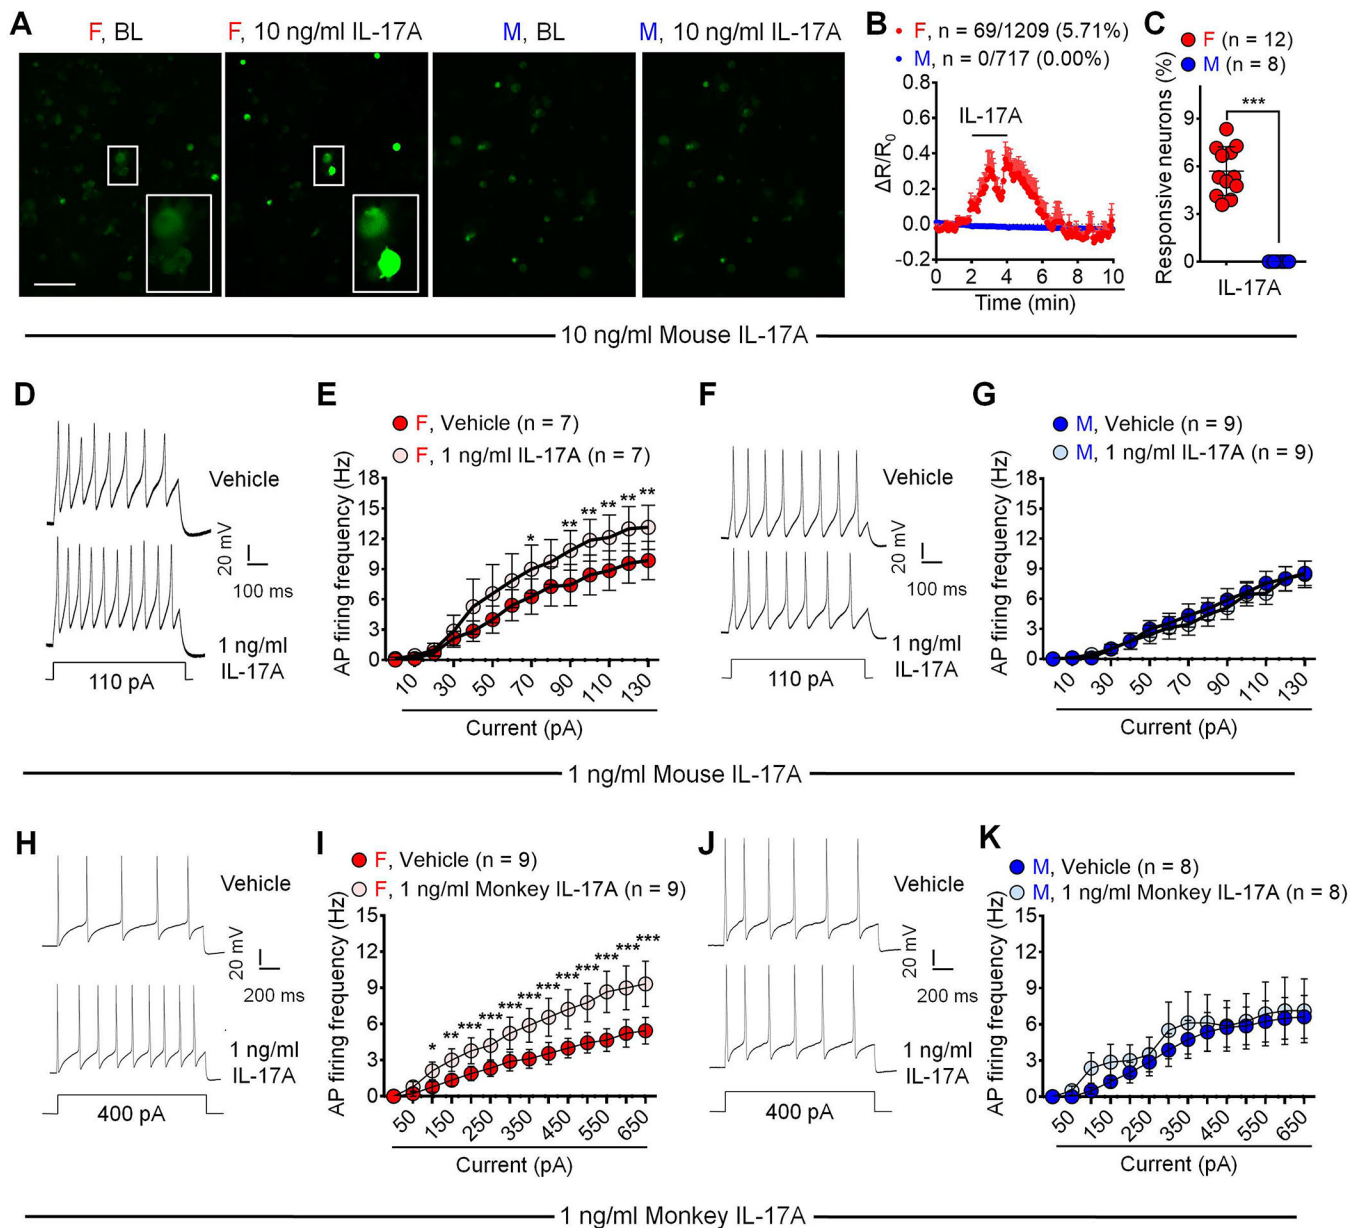 A
F, BL
F, 10 ng/ml IL-17A
M, BL
M, 10 ng/ml IL-17A
B
F, n = 69/1209 (5.71%)
M, n = 0/717 (0.00%)
0.8
0.6
0.4
0.2
0.0
-0.2
ΔR/R0
IL-17A
0 2 4 6 8 10
Time (min)
C
F (n = 12)
M (n = 8)
Responsive neurons (%)
9
6
3
0
***
IL-17A
10 ng/ml Mouse IL-17A
D
Vehicle
20 mV
100 ms
1 ng/ml
IL-17A
110 pA
E
F, Vehicle (n = 7)
F, 1 ng/ml IL-17A (n = 7)
AP firing frequency (Hz)
18
15
12
9
6
3
0
* ** ** ** ** **
10 30 50 70 90 110 130
Current (pA)
F
Vehicle
20 mV
100 ms
1 ng/ml
IL-17A
110 pA
G
M, Vehicle (n = 9)
M, 1 ng/ml IL-17A (n = 9)
AP firing frequency (Hz)
18
15
12
9
6
3
0
10 30 50 70 90 110 130
Current (pA)
1 ng/ml Mouse IL-17A
H
Vehicle
20 mV
200 ms
1 ng/ml
IL-17A
400 pA
I
F, Vehicle (n = 9)
F, 1 ng/ml Monkey IL-17A (n = 9)
AP firing frequency (Hz)
15
12
9
6
3
0
* ** *** *** *** *** *** *** *** *** *** ***
50 150 250 350 450 550 650
Current (pA)
J
Vehicle
20 mV
200 ms
1 ng/ml
IL-17A
400 pA
K
M, Vehicle (n = 8)
M, 1 ng/ml Monkey IL-17A (n = 8)
AP firing frequency (Hz)
15
12
9
6
3
0
50 150 250 350 450 550 650
Current (pA)
1 ng/ml Monkey IL-17A